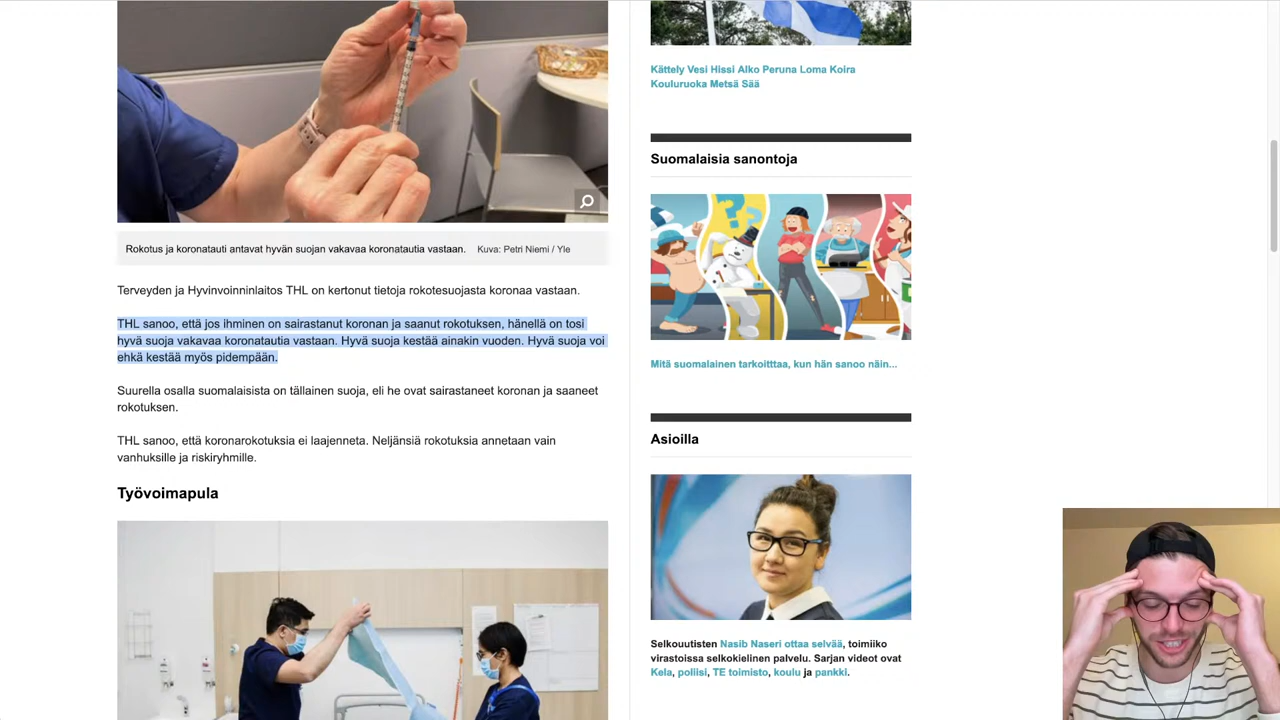 Rokotus ja koronatauti antavat hyvän suojan vakavaa koronatautia vastaan. Kuva: Petri Niemi / Yle
Terveyden ja Hyvinvoinninlaitos THL on kertonut tietoja rokotesuojasta koronaa vastaan.
THL sanoo, että jos ihminen on sairastanut koronan ja saanut rokotuksen, hänellä on tosi
hyvä suoja vakavaa koronatautia vastaan. Hyvä suoja kestää ainakin vuoden. Hyvä suoja voi
ehkä kestää myös pidempään.
Suurella osalla suomalaisista on tällainen suoja, eli he ovat sairastaneet koronan ja saaneet
rokotuksen.
THL sanoo, että koronarokotuksia ei laajenneta. Neljänsiä rokotuksia annetaan vain
vanhuksille ja riskiryhmille.
Työvoimapula
Kättely Vesi Hissi Alko Peruna Loma Koira
Kouluruoka Metsä Sää
Suomalaisia sanontoja
??
Mitä suomalainen tarkoitttaa, kun hän sanoo näin...
Asioilla
Selkouutisten Nasib Naseri ottaa selvää, toimiiko
virastoissa selkokielinen palvelu. Sarjan videot ovat
Kela, poliisi, TE toimisto, koulu ja pankki.